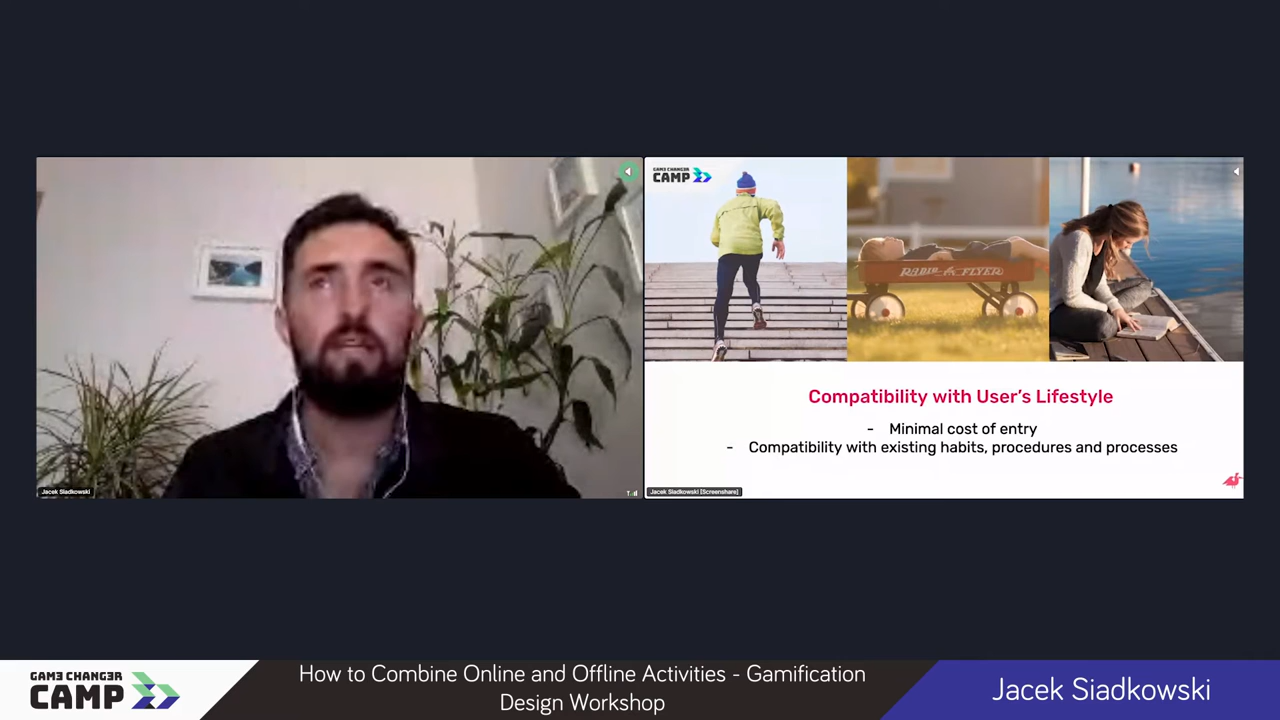 GAM3 CHANG3R
CAMP
RADIO FLYER
Compatibility with User's Lifestyle
- Minimal cost of entry
- Compatibility with existing habits, procedures and processes
Jacek Siadkowski
Jacek Siadkowski [Screenshare]
GAM3 CHANG3R
CAMP
How to Combine Online and Offline Activities - Gamification
Design Workshop
Jacek Siadkowski